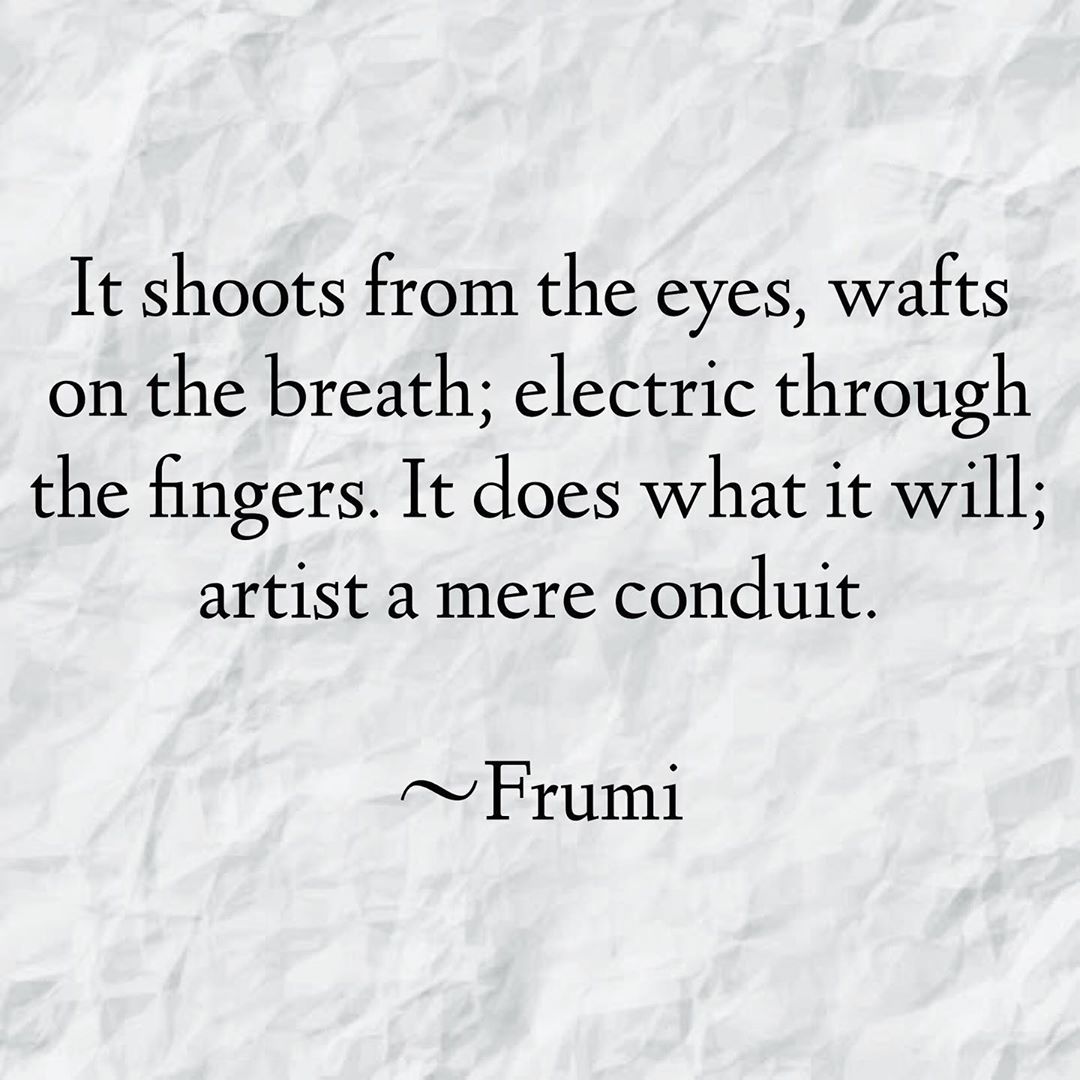 It shoots from the eyes, wafts
on the breath; electric through
the fingers. It does what it will;
artist a mere conduit.
~Frumi